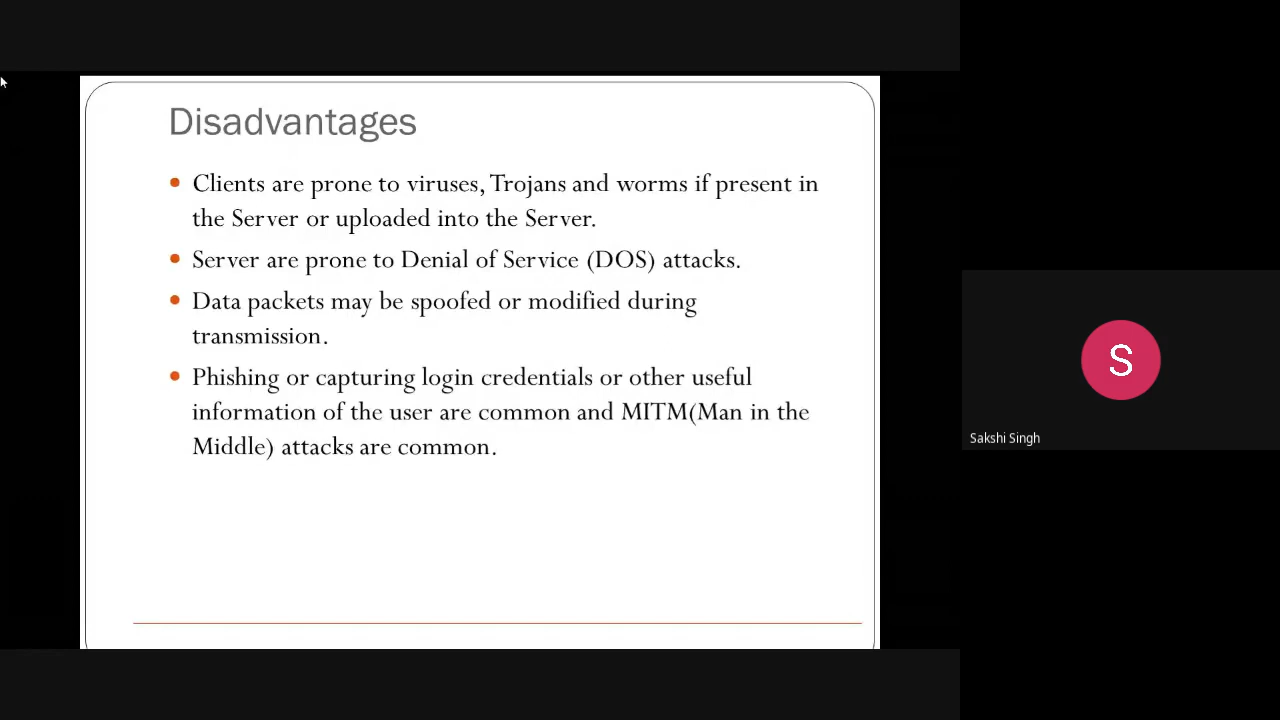 Disadvantages
Clients are prone to viruses, Trojans and worms if present in
the Server or uploaded into the Server.
Server are prone to Denial of Service (DOS) attacks.
Data packets may be spoofed or modified during
transmission.
Phishing or capturing login credentials or other useful
information of the user are common and MITM(Man in the
Middle) attacks are common.
S
Sakshi Singh